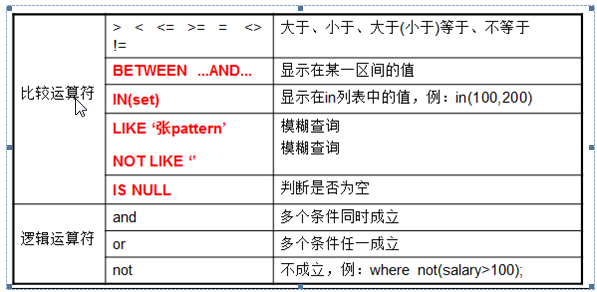 比较运算符
> < <= >= = <>
!=
大于、小于、大于(小于)等于、不等于
BETWEEN ...AND...
显示在某一区间的值
IN(set)
显示在in列表中的值，例：in(100,200)
LIKE ‘张pattern’
NOT LIKE ‘’
模糊查询
模糊查询
IS NULL
判断是否为空
逻辑运算符
and
多个条件同时成立
or
多个条件任一成立
not
不成立，例：where not(salary>100);